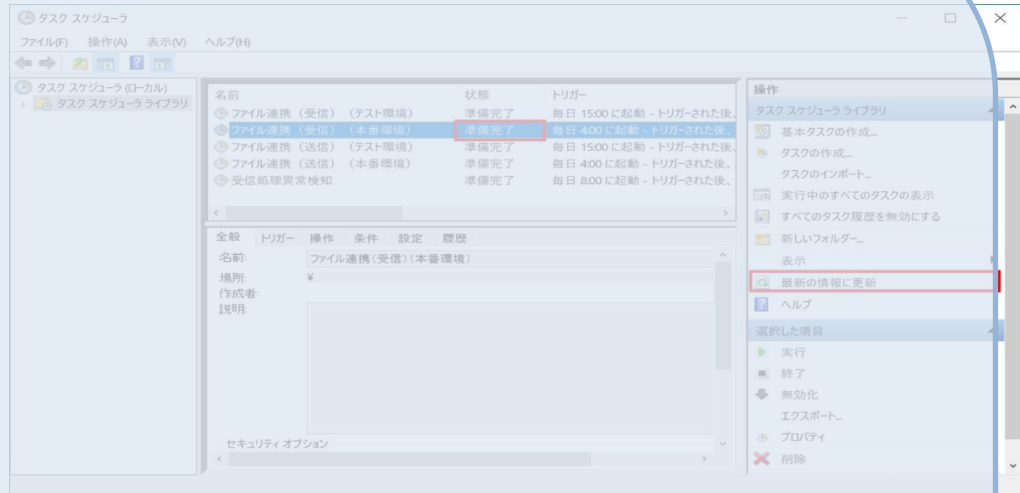 タスク スケジューラ
ファイル(F) 操作(A) 表示(V) ヘルプ(H)
タスク スケジューラ (ローカル)
タスク スケジューラ ライブラリ
名前 状態 トリガー
ファイル連携（受信）（テスト環境） 準備完了 毎日 15:00 に起動 - トリガーされた後、
ファイル連携（受信）（本番環境） 準備完了 毎日 4:00 に起動 - トリガーされた後、
ファイル連携（送信）（テスト環境） 準備完了 毎日 15:00 に起動 - トリガーされた後、
ファイル連携（送信）（本番環境） 準備完了 毎日 4:00 に起動 - トリガーされた後、
受信処理異常検知 準備完了 毎日 8:00 に起動 - トリガーされた後、
全般 トリガー 操作 条件 設定 履歴
名前: ファイル連携(受信)(本番環境)
場所: ¥
作成者:
説明:
セキュリティ オプション
操作
タスク スケジューラ ライブラリ
基本タスクの作成...
タスクの作成...
タスクのインポート...
実行中のすべてのタスクの表示
すべてのタスク履歴を無効にする
新しいフォルダー...
表示
最新の情報に更新
ヘルプ
選択した項目
実行
終了
無効化
エクスポート...
プロパティ
削除